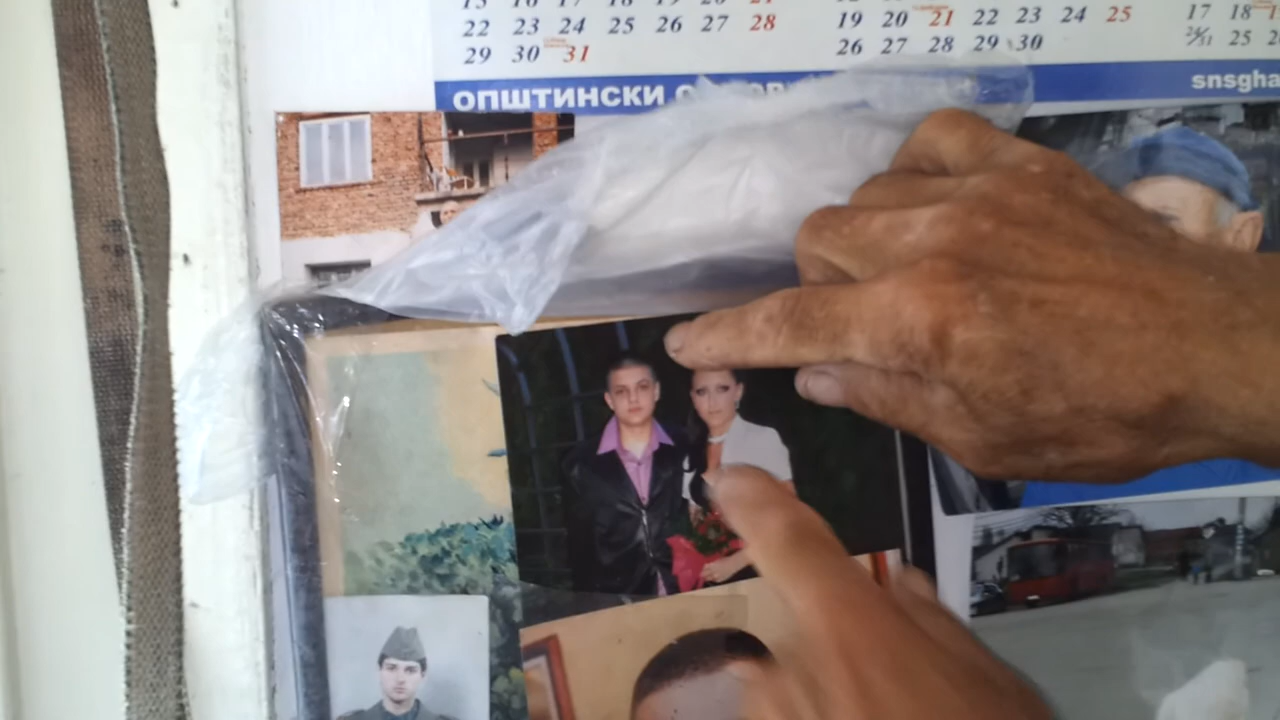 15 16 17 18 19 20 21
22 23 24 25 26 27 28
29 30 31
19 20 21 22 23 24 25
26 27 28 29 30
17 18
24/31 25
ОПШТИНСКИ
snsgha